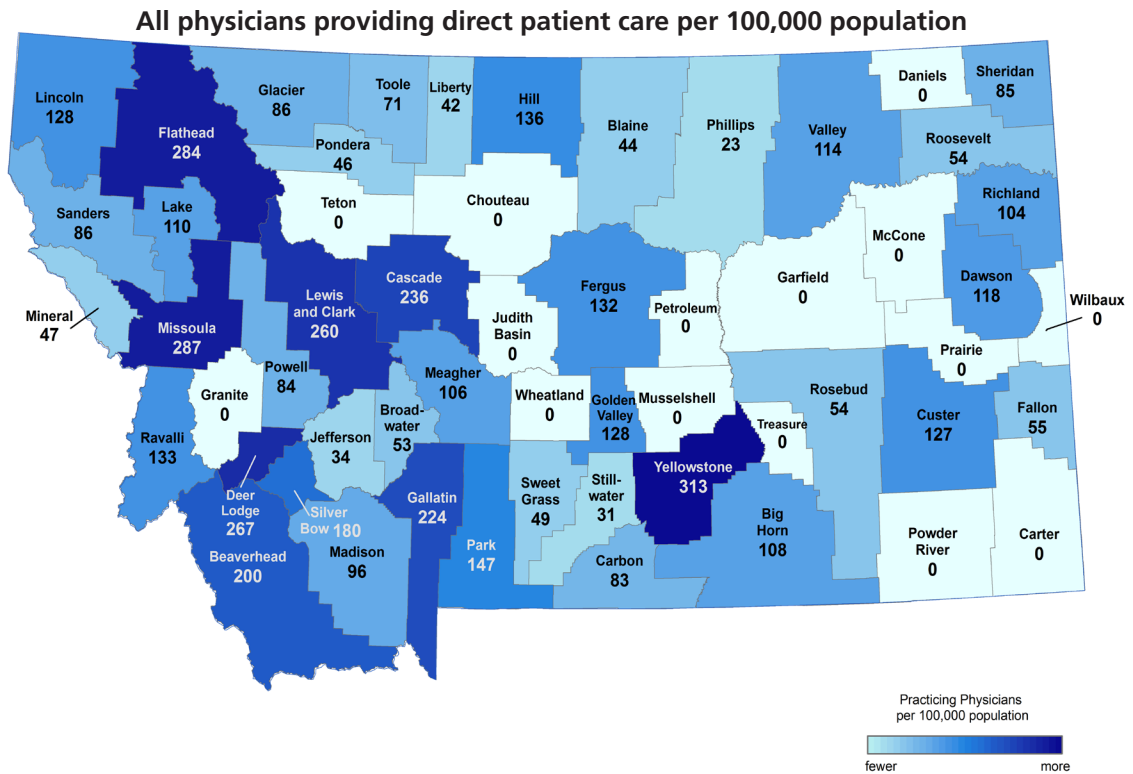 All physicians providing direct patient care per 100,000 population
Lincoln
128
Flathead
284
Glacier
86
Toole
71
Liberty
42
Hill
136
Blaine
44
Phillips
23
Valley
114
Daniels
0
Sheridan
85
Roosevelt
54
Pondera
46
Teton
0
Chouteau
0
Richland
104
Sanders
86
Lake
110
McCone
0
Mineral
47
Missoula
287
Lewis
and Clark
260
Cascade
236
Judith
Basin
0
Fergus
132
Petroleum
0
Garfield
0
Dawson
118
Wilbaux
0
Prairie
0
Powell
84
Granite
0
Meagher
106
Wheatland
0
Golden
Valley
128
Musselshell
0
Rosebud
54
Treasure
0
Custer
127
Fallon
55
Ravalli
133
Jefferson
34
Broad-
water
53
Deer
Lodge
267
Silver
Bow 180
Gallatin
224
Park
147
Sweet
Grass
49
Still-
water
31
Yellowstone
313
Big
Horn
108
Powder
River
0
Carter
0
Beaverhead
200
Madison
96
Carbon
83
Practicing Physicians
per 100,000 population
fewer
more